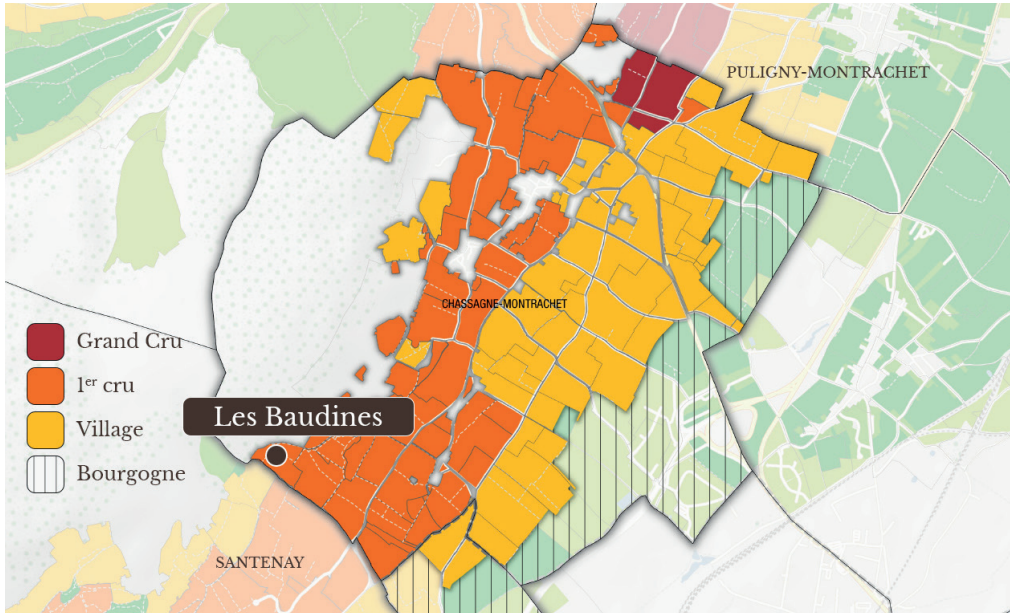 PULIGNY-MONTRACHET
CHASSAGNE-MONTRACHET
Grand Cru
1er cru
Village
Bourgogne
Les Baudines
SANTENAY